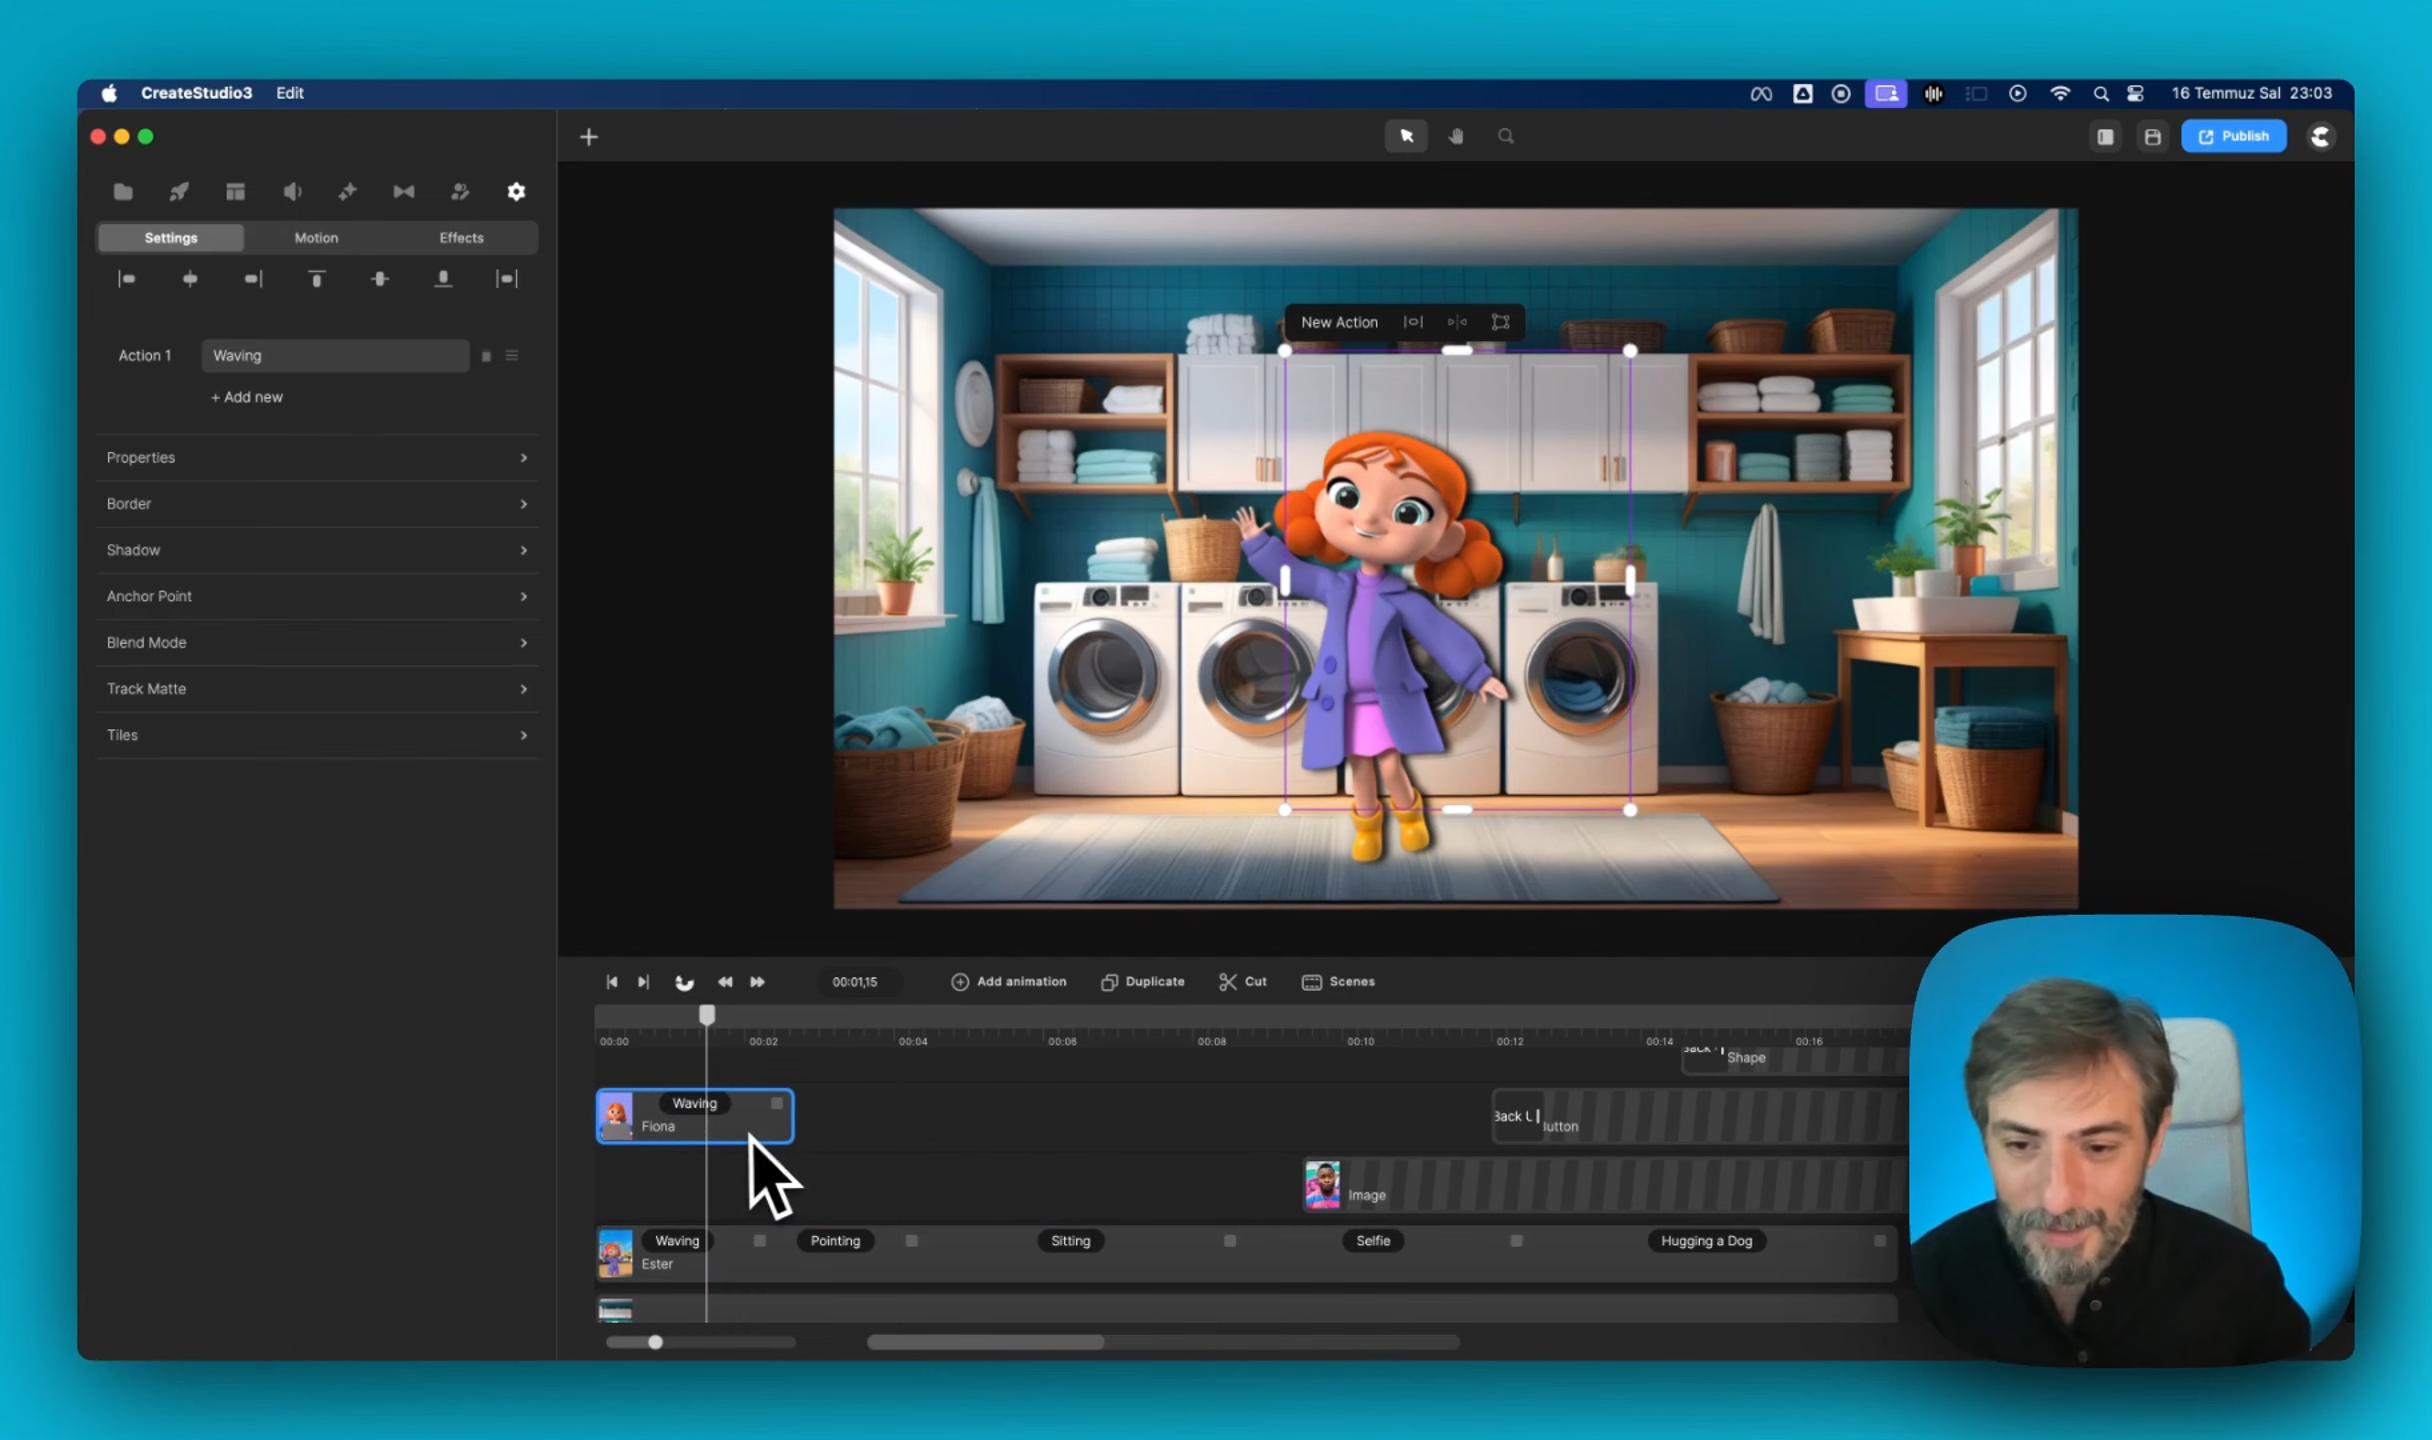 CreateStudio3 Edit 16 Temmuz Sal 23:03
Publish
Settings Motion Effects
New Action
Action 1 Waving
+ Add new
Properties
Border
Shadow
Anchor Point
Blend Mode
Track Matte
Tiles
00:01,15 Add animation Duplicate Cut Scenes
00:00 00:02 00:04 00:06 00:08 00:10 00:12 00:14 00:16
Shape
Waving
Fiona
Back U
utton
Image
Waving Pointing Sitting Selfie Hugging a Dog
Ester